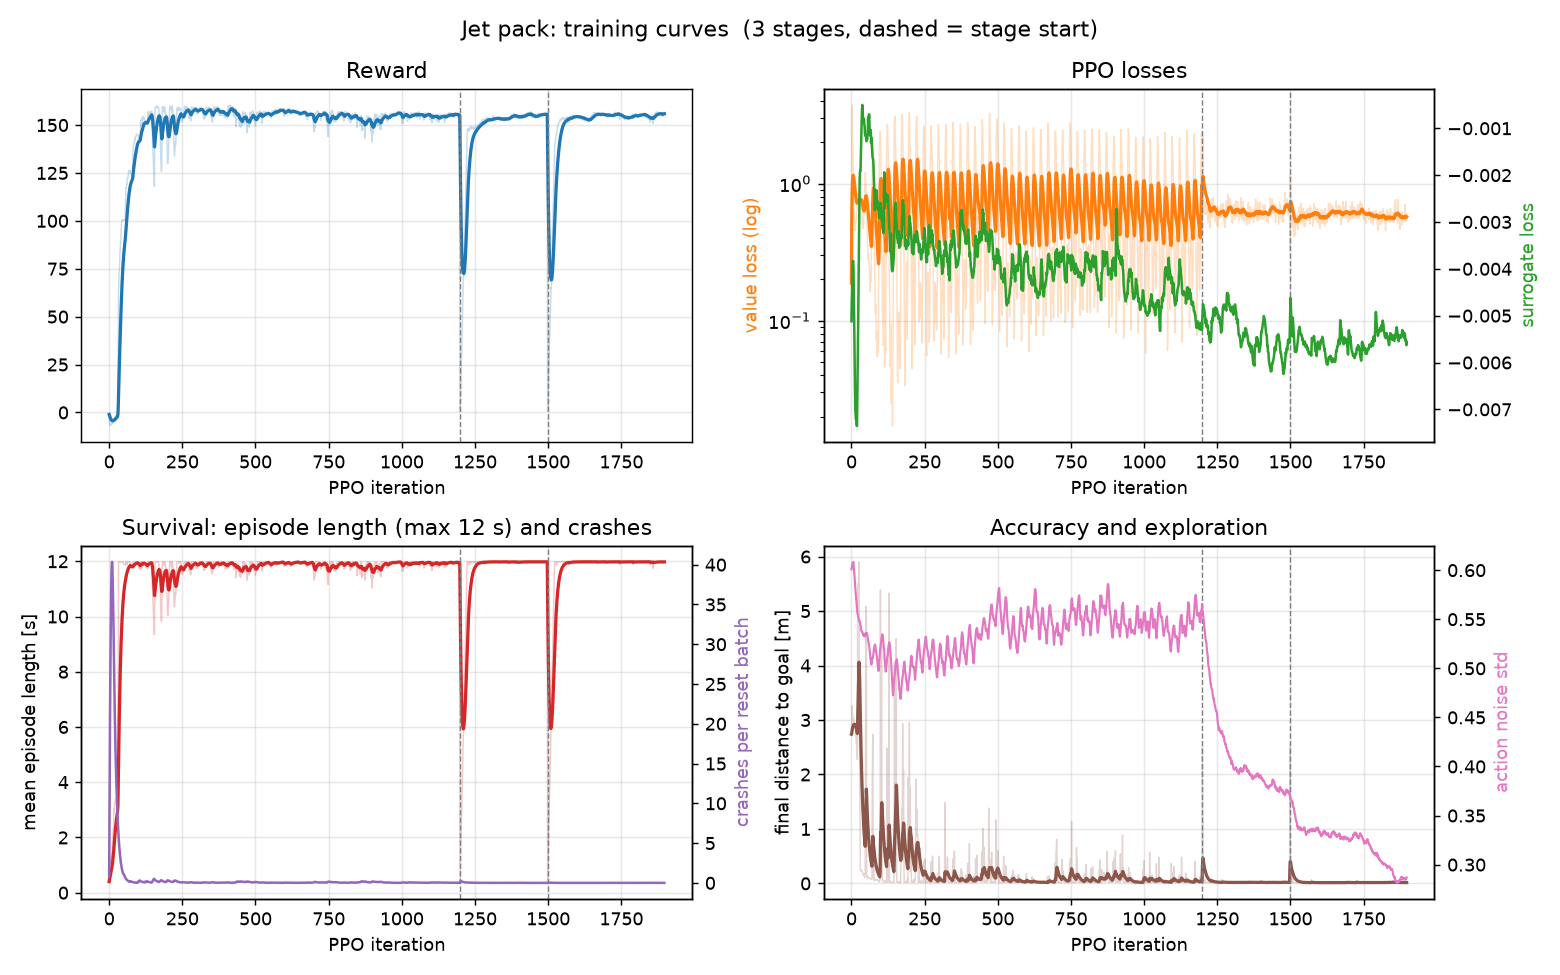 Jet pack: training curves  (3 stages, dashed = stage start)
Reward
150
125
100
75
50
25
0
0 250 500 750 1000 1250 1500 1750
PPO iteration
PPO losses
value loss (log)
10⁰
10⁻¹
−0.001
−0.002
−0.003
−0.004
−0.005
−0.006
−0.007
surrogate loss
0 250 500 750 1000 1250 1500 1750
PPO iteration
Survival: episode length (max 12 s) and crashes
mean episode length [s]
12
10
8
6
4
2
0
40
35
30
25
20
15
10
5
0
crashes per reset batch
0 250 500 750 1000 1250 1500 1750
PPO iteration
Accuracy and exploration
final distance to goal [m]
6
5
4
3
2
1
0
0.60
0.55
0.50
0.45
0.40
0.35
0.30
action noise std
0 250 500 750 1000 1250 1500 1750
PPO iteration